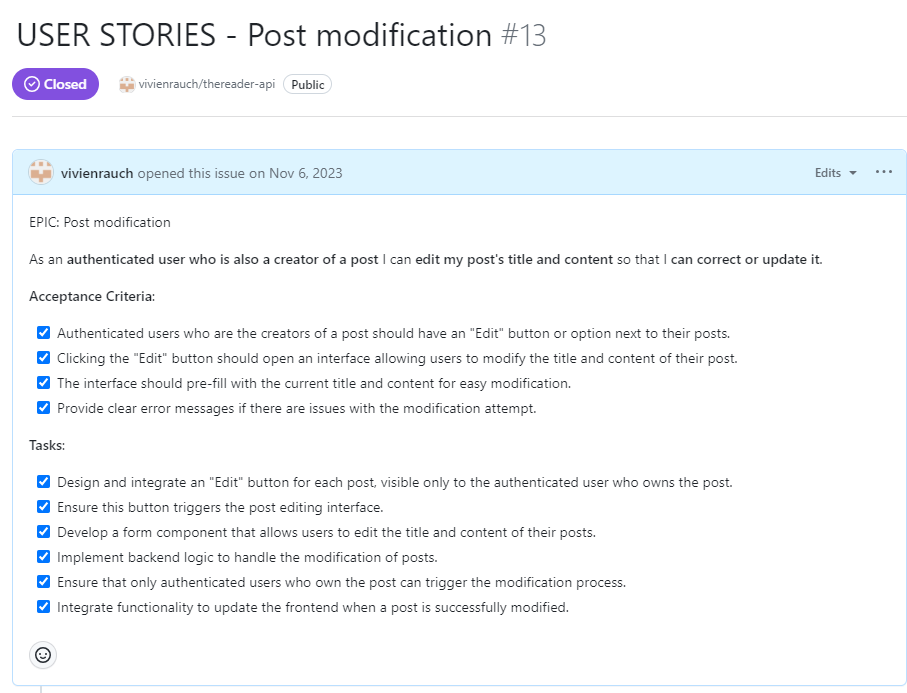 USER STORIES - Post modification #13
Closed vivienrauch/thereader-api Public
vivienrauch opened this issue on Nov 6, 2023 Edits
EPIC: Post modification
As an authenticated user who is also a creator of a post I can edit my post's title and content so that I can correct or update it.
Acceptance Criteria:
Authenticated users who are the creators of a post should have an "Edit" button or option next to their posts.
Clicking the "Edit" button should open an interface allowing users to modify the title and content of their post.
The interface should pre-fill with the current title and content for easy modification.
Provide clear error messages if there are issues with the modification attempt.
Tasks:
Design and integrate an "Edit" button for each post, visible only to the authenticated user who owns the post.
Ensure this button triggers the post editing interface.
Develop a form component that allows users to edit the title and content of their posts.
Implement backend logic to handle the modification of posts.
Ensure that only authenticated users who own the post can trigger the modification process.
Integrate functionality to update the frontend when a post is successfully modified.